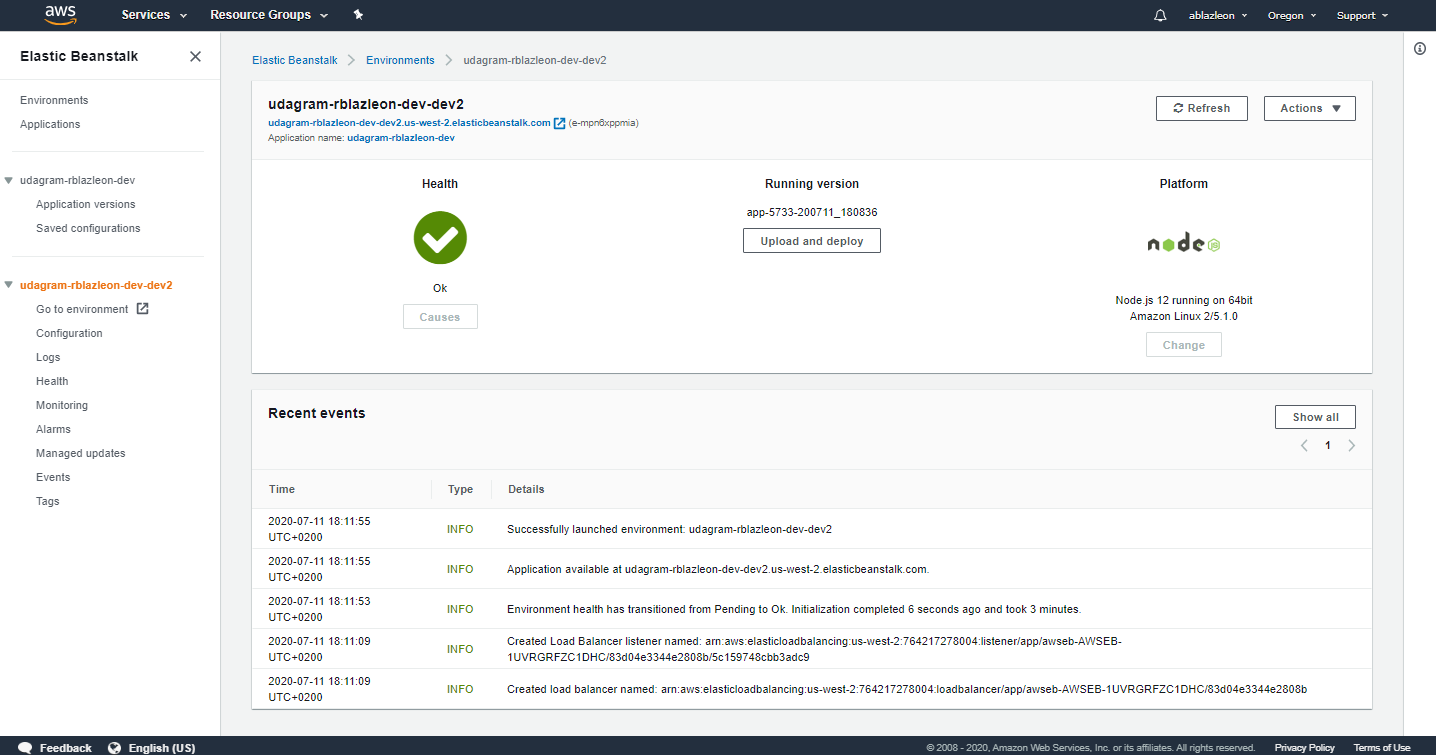 aws Services Resource Groups ablazleon Oregon Support
Elastic Beanstalk
Environments
Applications
udagram-rblazleon-dev
Application versions
Saved configurations
udagram-rblazleon-dev-dev2
Go to environment
Configuration
Logs
Health
Monitoring
Alarms
Managed updates
Events
Tags
Elastic Beanstalk Environments udagram-rblazleon-dev-dev2
udagram-rblazleon-dev-dev2
Refresh Actions
udagram-rblazleon-dev-dev2.us-west-2.elasticbeanstalk.com (e-mpn6xppmia)
Application name: udagram-rblazleon-dev
Health
Ok
Causes
Running version
app-5733-200711_180836
Upload and deploy
Platform
node JS
Node.js 12 running on 64bit
Amazon Linux 2/5.1.0
Change
Recent events
Show all
1
Time Type Details
2020-07-11 18:11:55
UTC+0200
INFO
Successfully launched environment: udagram-rblazleon-dev-dev2
2020-07-11 18:11:55
UTC+0200
INFO
Application available at udagram-rblazleon-dev-dev2.us-west-2.elasticbeanstalk.com.
2020-07-11 18:11:53
UTC+0200
INFO
Environment health has transitioned from Pending to Ok. Initialization completed 6 seconds ago and took 3 minutes.
2020-07-11 18:11:09
UTC+0200
INFO
Created Load Balancer listener named: arn:aws:elasticloadbalancing:us-west-2:764217278004:listener/app/awseb-AWSEB-
1UVRGRFZC1DHC/83d04e3344e2808b/5c159748cbb3adc9
2020-07-11 18:11:09
UTC+0200
INFO
Created load balancer named: arn:aws:elasticloadbalancing:us-west-2:764217278004:loadbalancer/app/awseb-AWSEB-1UVRGRFZC1DHC/83d04e3344e2808b
Feedback English (US) © 2008 - 2020, Amazon Web Services, Inc. or its affiliates. All rights reserved. Privacy Policy Terms of Use